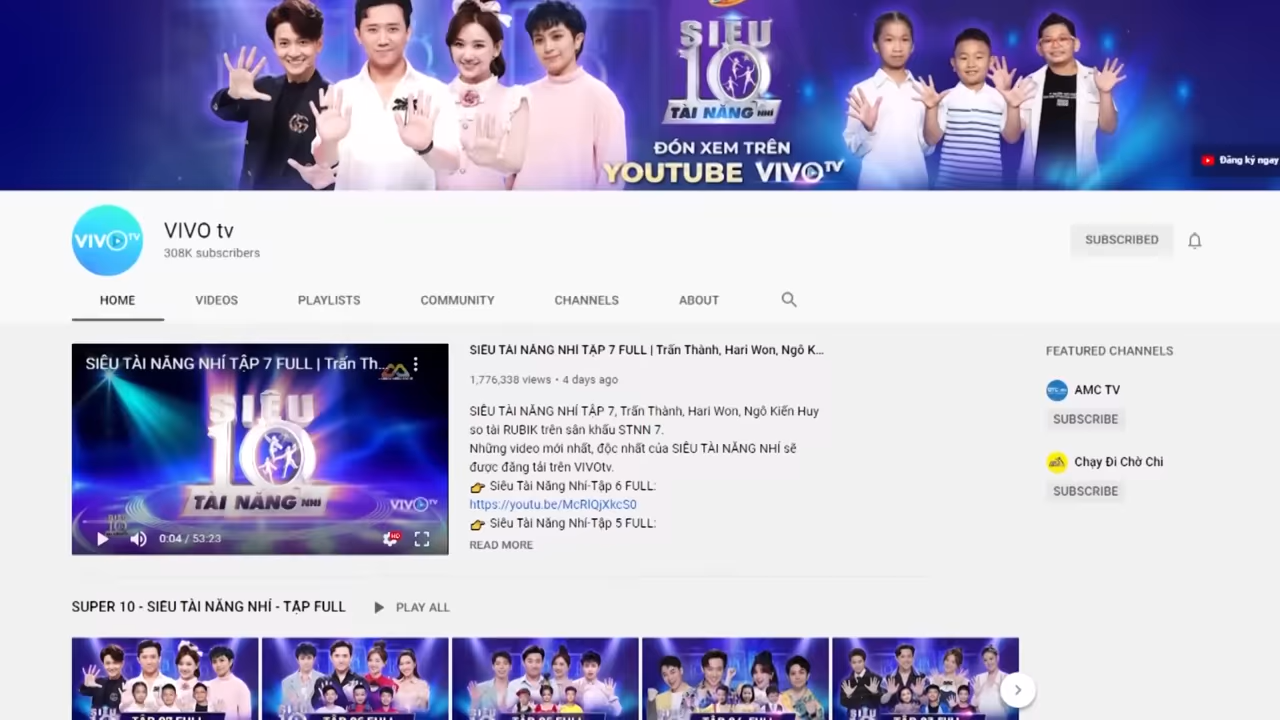 SIÊU
10
TÀI NĂNG NHÍ
ĐÓN XEM TRÊN
YOUTUBE VIVOTV
Đăng ký ngay
VIVOTV
VIVO tv
308K subscribers
SUBSCRIBED
HOME
VIDEOS
PLAYLISTS
COMMUNITY
CHANNELS
ABOUT
SIÊU TÀI NĂNG NHÍ TẬP 7 FULL | Trấn Th...
SIÊU
10
TÀI NĂNG NHÍ
VIVOTV
0:04 / 53:23
HD
SIÊU TÀI NĂNG NHÍ TẬP 7 FULL | Trấn Thành, Hari Won, Ngô K...
1,776,338 views • 4 days ago
SIÊU TÀI NĂNG NHÍ TẬP 7, Trấn Thành, Hari Won, Ngô Kiến Huy
so tài RUBIK trên sân khấu STNN 7.
Những video mới nhất, độc nhất của SIÊU TÀI NĂNG NHÍ sẽ
được đăng tải trên VIVOtv.
👉 Siêu Tài Năng Nhí-Tập 6 FULL:
https://youtu.be/McRlQjXkcS0
👉 Siêu Tài Năng Nhí-Tập 5 FULL:
READ MORE
FEATURED CHANNELS
AMC TV
SUBSCRIBE
Chạy Đi Chờ Chi
SUBSCRIBE
SUPER 10 - SIÊU TÀI NĂNG NHÍ - TẬP FULL
PLAY ALL